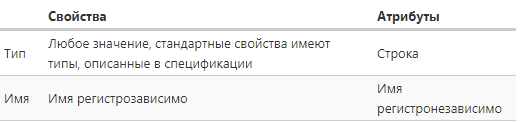 Свойства Атрибуты
Тип Любое значение, стандартные свойства имеют типы, описанные в спецификации Строка
Имя Имя регистрозависимо Имя регистронезависимо